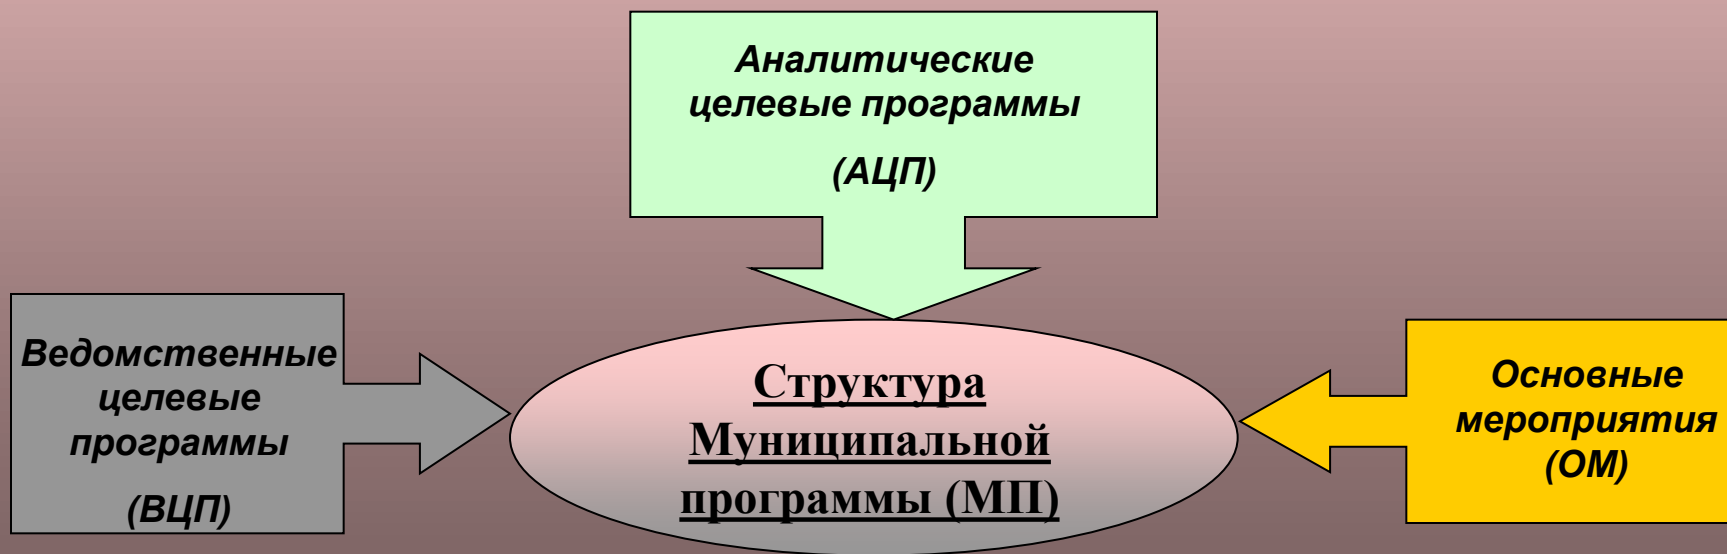 Аналитические
целевые программы
(АЦП)
Ведомственные
целевые
программы
(ВЦП)
Структура
Муниципальной
программы (МП)
Основные
мероприятия
(ОМ)